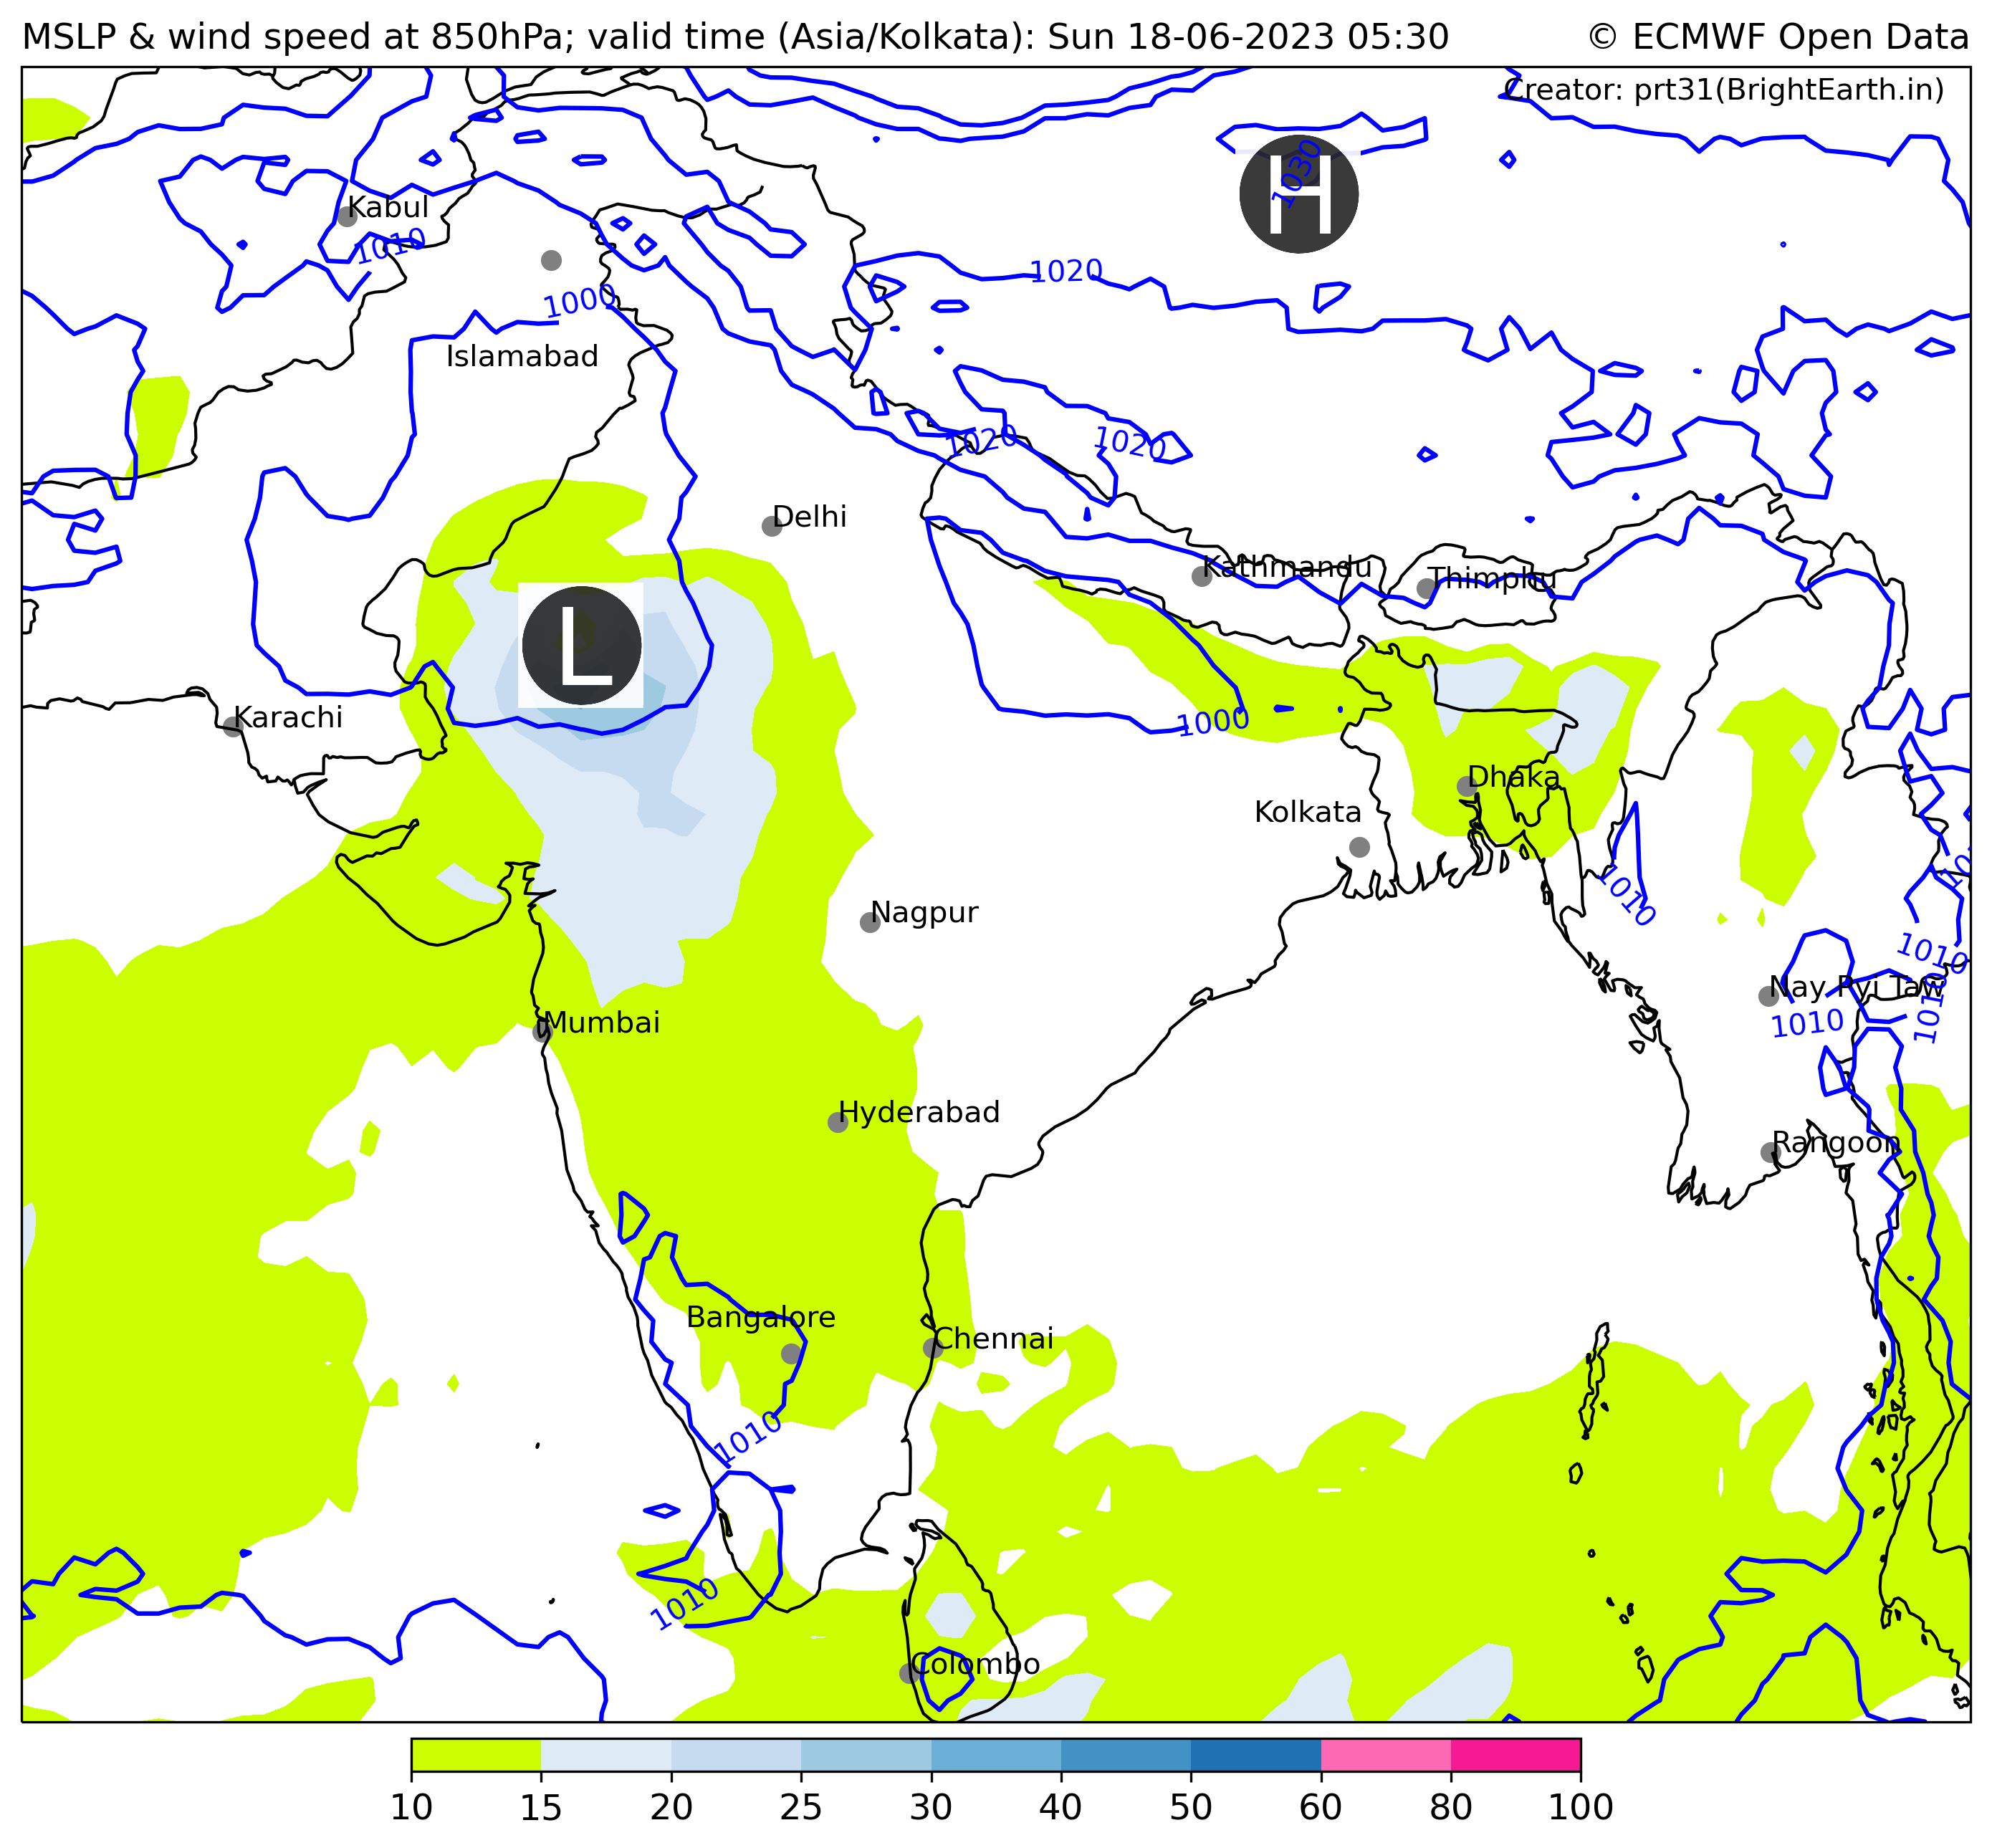 MSLP & wind speed at 850hPa; valid time (Asia/Kolkata): Sun 18-06-2023 05:30
© ECMWF Open Data
Creator: prt31(BrightEarth.in)
H
1030
Kabul
1010
1020
1000
Islamabad
1020
1020
Delhi
Kathmandu
Thimphu
L
Karachi
1000
Dhaka
Kolkata
1010
Nagpur
1010
Nay Pyi Taw
1010
1010
Mumbai
Hyderabad
Rangoon
Bangalore
Chennai
1010
1010
Colombo
10 15 20 25 30 40 50 60 80 100